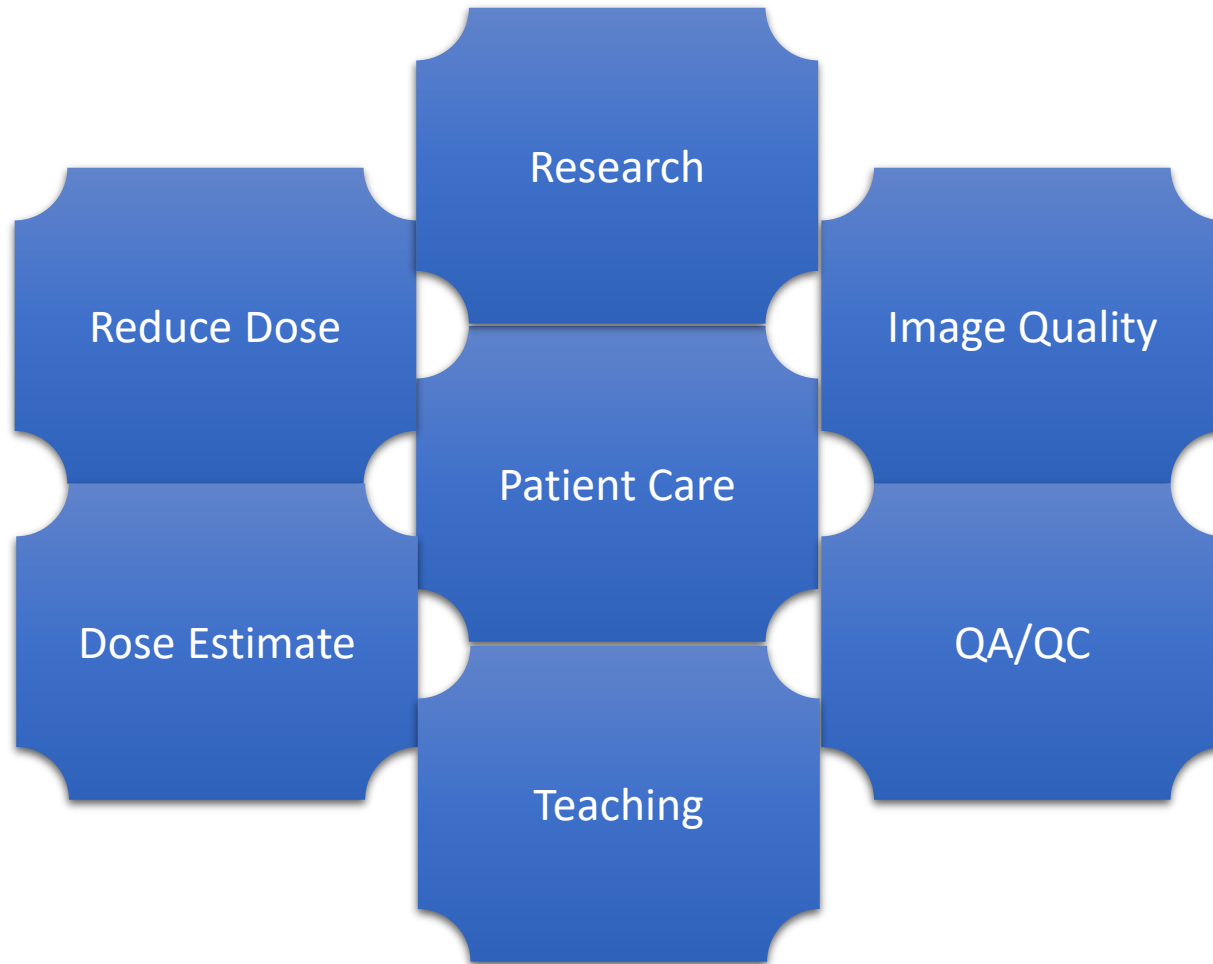 Research
Reduce Dose
Image Quality
Patient Care
Dose Estimate
QA/QC
Teaching